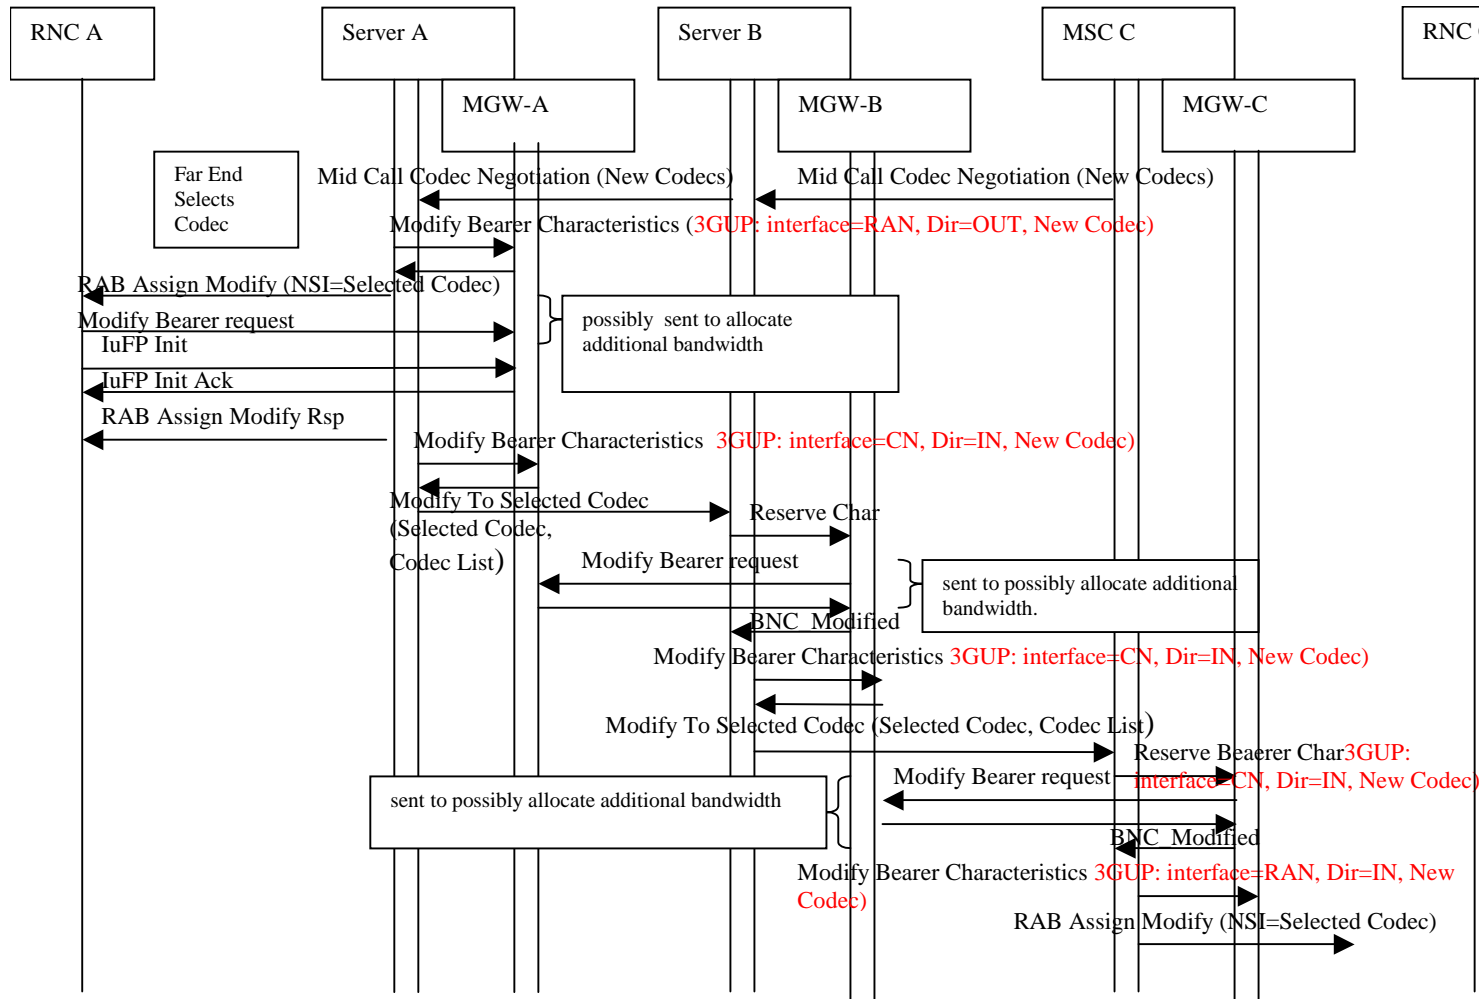 RNC A
Server A
Server B
MSC C
RNC
MGW-A
MGW-B
MGW-C
Far End
Selects
Codec
Mid Call Codec Negotiation (New Codecs)
Mid Call Codec Negotiation (New Codecs)
Modify Bearer Characteristics (3GUP: interface=RAN, Dir=OUT, New Codec)
RAB Assign Modify (NSI=Selected Codec)
Modify Bearer request
possibly sent to allocate
additional bandwidth
IuFP Init
IuFP Init Ack
RAB Assign Modify Rsp
Modify Bearer Characteristics 3GUP: interface=CN, Dir=IN, New Codec)
Modify To Selected Codec
(Selected Codec,
Codec List)
Reserve Char
Modify Bearer request
sent to possibly allocate additional
bandwidth.
BNC_Modified
Modify Bearer Characteristics 3GUP: interface=CN, Dir=IN, New Codec)
Modify To Selected Codec (Selected Codec, Codec List)
Reserve Beaerer Char3GUP:
interface=CN, Dir=IN, New Codec)
Modify Bearer request
sent to possibly allocate additional bandwidth
BNC_Modified
Modify Bearer Characteristics 3GUP: interface=RAN, Dir=IN, New
Codec)
RAB Assign Modify (NSI=Selected Codec)